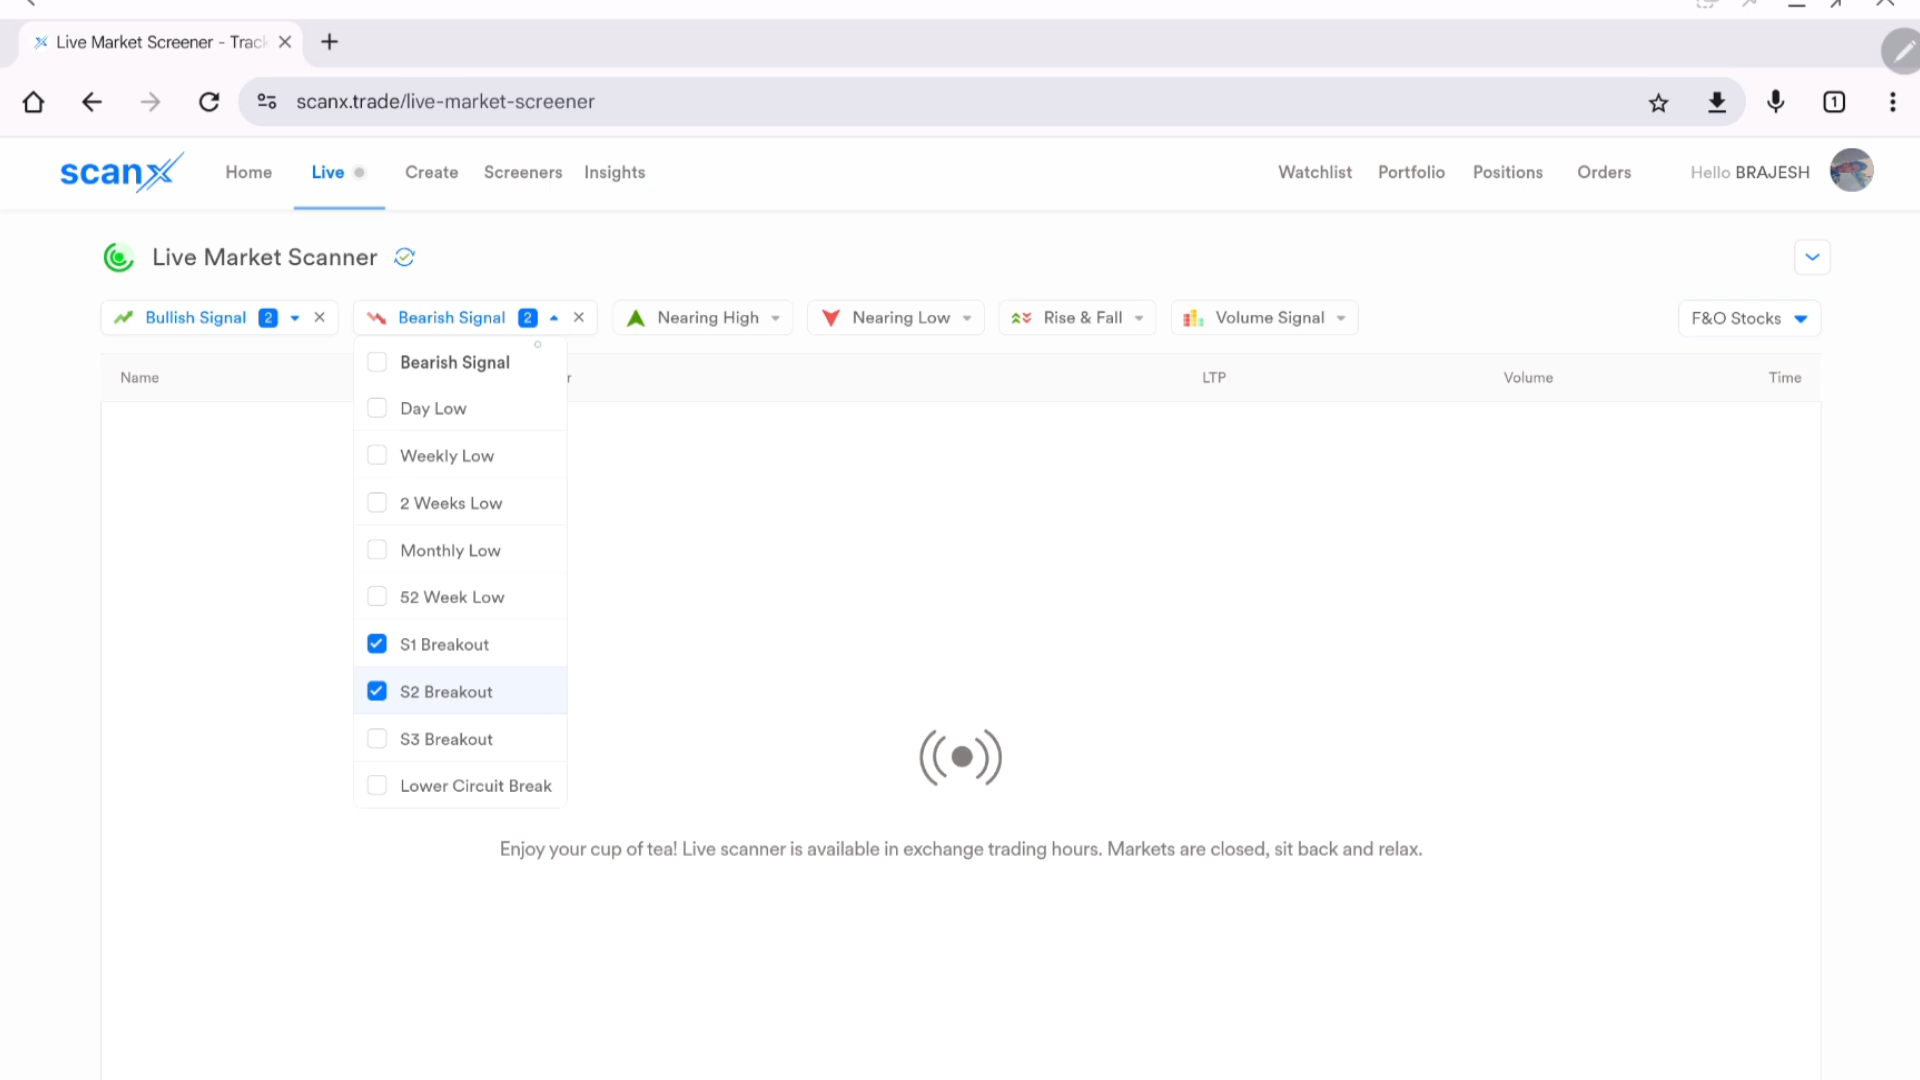 Live Market Screener - Track
scanx.trade/live-market-screener
1
scanx
Home
Live
Create
Screeners
Insights
Watchlist
Portfolio
Positions
Orders
Hello BRAJESH
Live Market Scanner
Bullish Signal 2
Bearish Signal 2
Nearing High
Nearing Low
Rise & Fall
Volume Signal
F&O Stocks
Name
r
LTP
Volume
Time
Bearish Signal
Day Low
Weekly Low
2 Weeks Low
Monthly Low
52 Week Low
S1 Breakout
S2 Breakout
S3 Breakout
Lower Circuit Break
Enjoy your cup of tea! Live scanner is available in exchange trading hours. Markets are closed, sit back and relax.